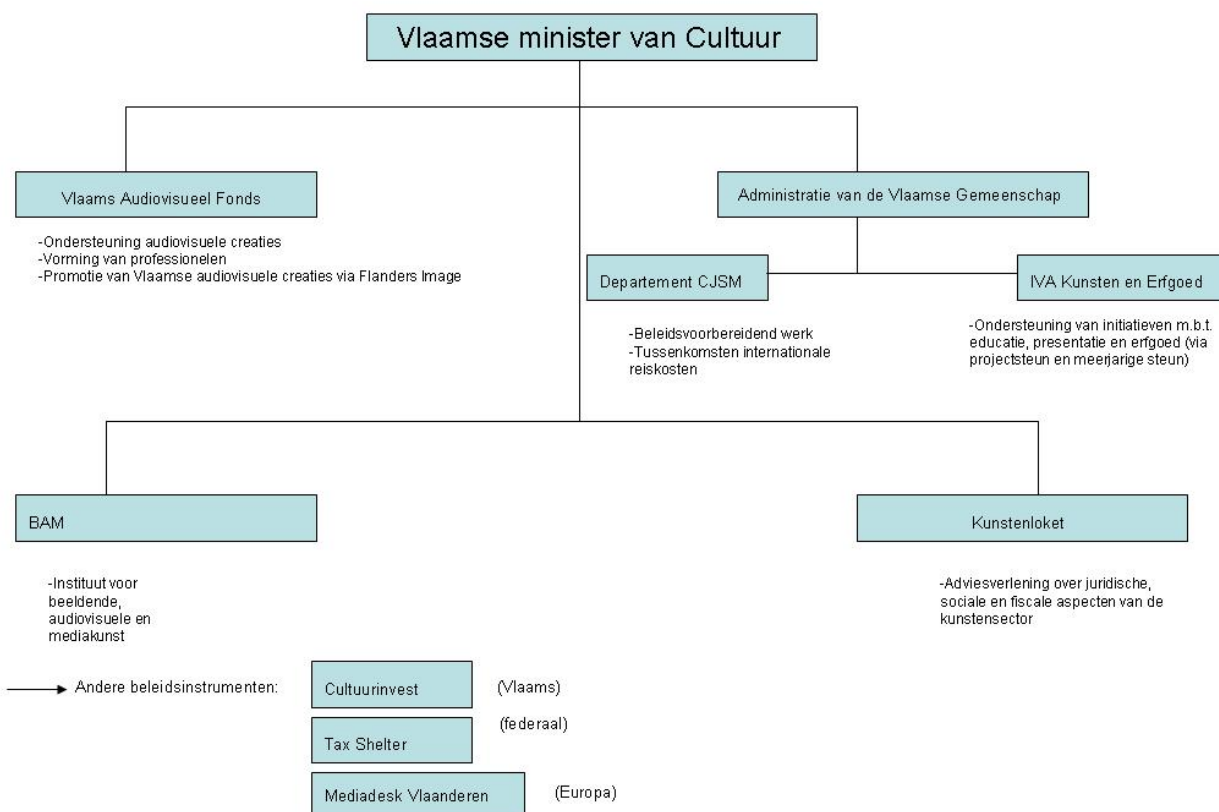 Vlaamse minister van Cultuur
Vlaams Audiovisueel Fonds
-Ondersteuning audiovisuele creaties
-Vorming van professionelen
-Promotie van Vlaamse audiovisuele creaties via Flanders Image
Administratie van de Vlaamse Gemeenschap
Departement CJSM
-Beleidsvoorbereidend werk
-Tussenkomsten internationale
reiskosten
IVA Kunsten en Erfgoed
-Ondersteuning van initiatieven m.b.t.
educatie, presentatie en erfgoed (via
projectsteun en meerjarige steun)
BAM
-Instituut voor
beeldende,
audiovisuele en
mediakunst
Kunstenloket
-Adviesverlening over juridische,
sociale en fiscale aspecten van de
kunstensector
Andere beleidsinstrumenten:
Cultuurinvest (Vlaams)
Tax Shelter (federaal)
Mediadesk Vlaanderen (Europa)